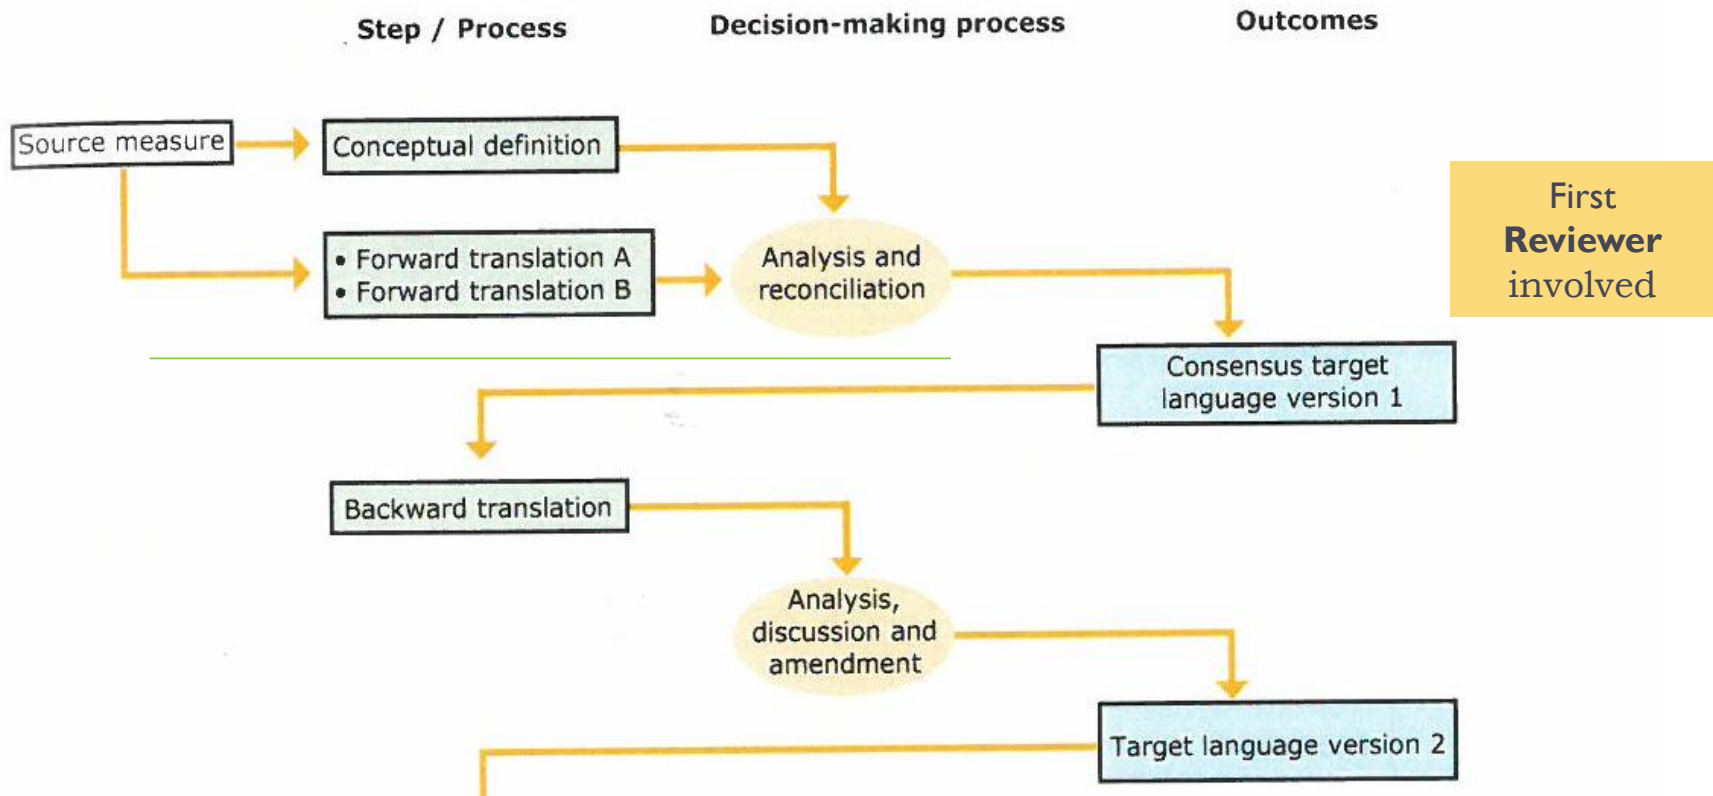 Step / Process
Decision-making process
Outcomes
Source measure
Conceptual definition
• Forward translation A
• Forward translation B
Analysis and
reconciliation
First
Reviewer
involved
Consensus target
language version 1
Backward translation
Analysis,
discussion and
amendment
Target language version 2